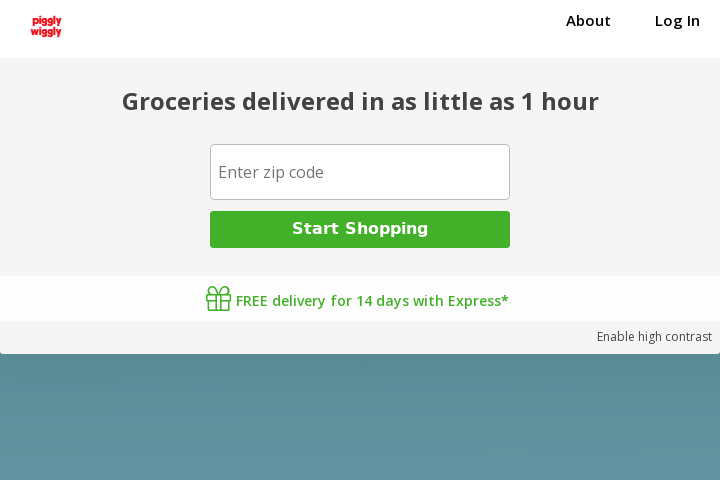 piggly
wiggly
About
Log In
Groceries delivered in as little as 1 hour
Enter zip code
Start Shopping
FREE delivery for 14 days with Express*
Enable high contrast